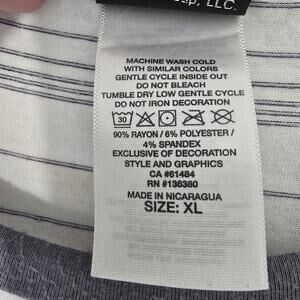 LLC.
MACHINE WASH COLD
WITH SIMILAR COLORS
GENTLE CYCLE INSIDE OUT
DO NOT BLEACH
TUMBLE DRY LOW GENTLE CYCLE
DO NOT IRON DECORATION
30
90% RAYON / 6% POLYESTER /
4% SPANDEX
EXCLUSIVE OF DECORATION
STYLE AND GRAPHICS
CA #61484
RN #136380
MADE IN NICARAGUA
SIZE: XL